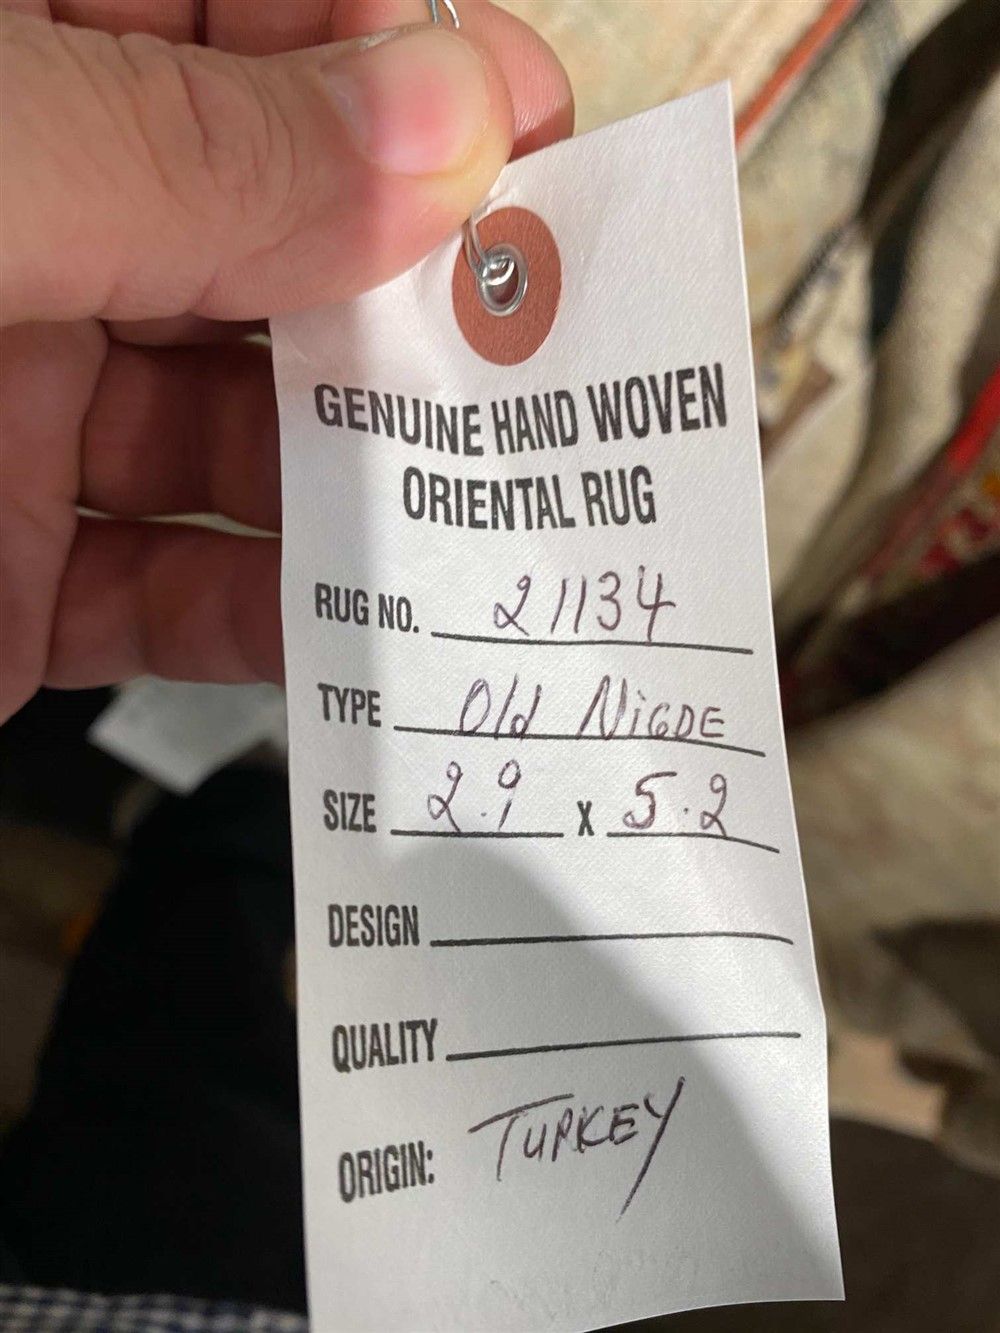 GENUINE HAND WOVEN
ORIENTAL RUG
RUG NO. 21134
TYPE Old NiGDE
SIZE 2.9 X 5.2
DESIGN
QUALITY
ORIGIN: TURKEY